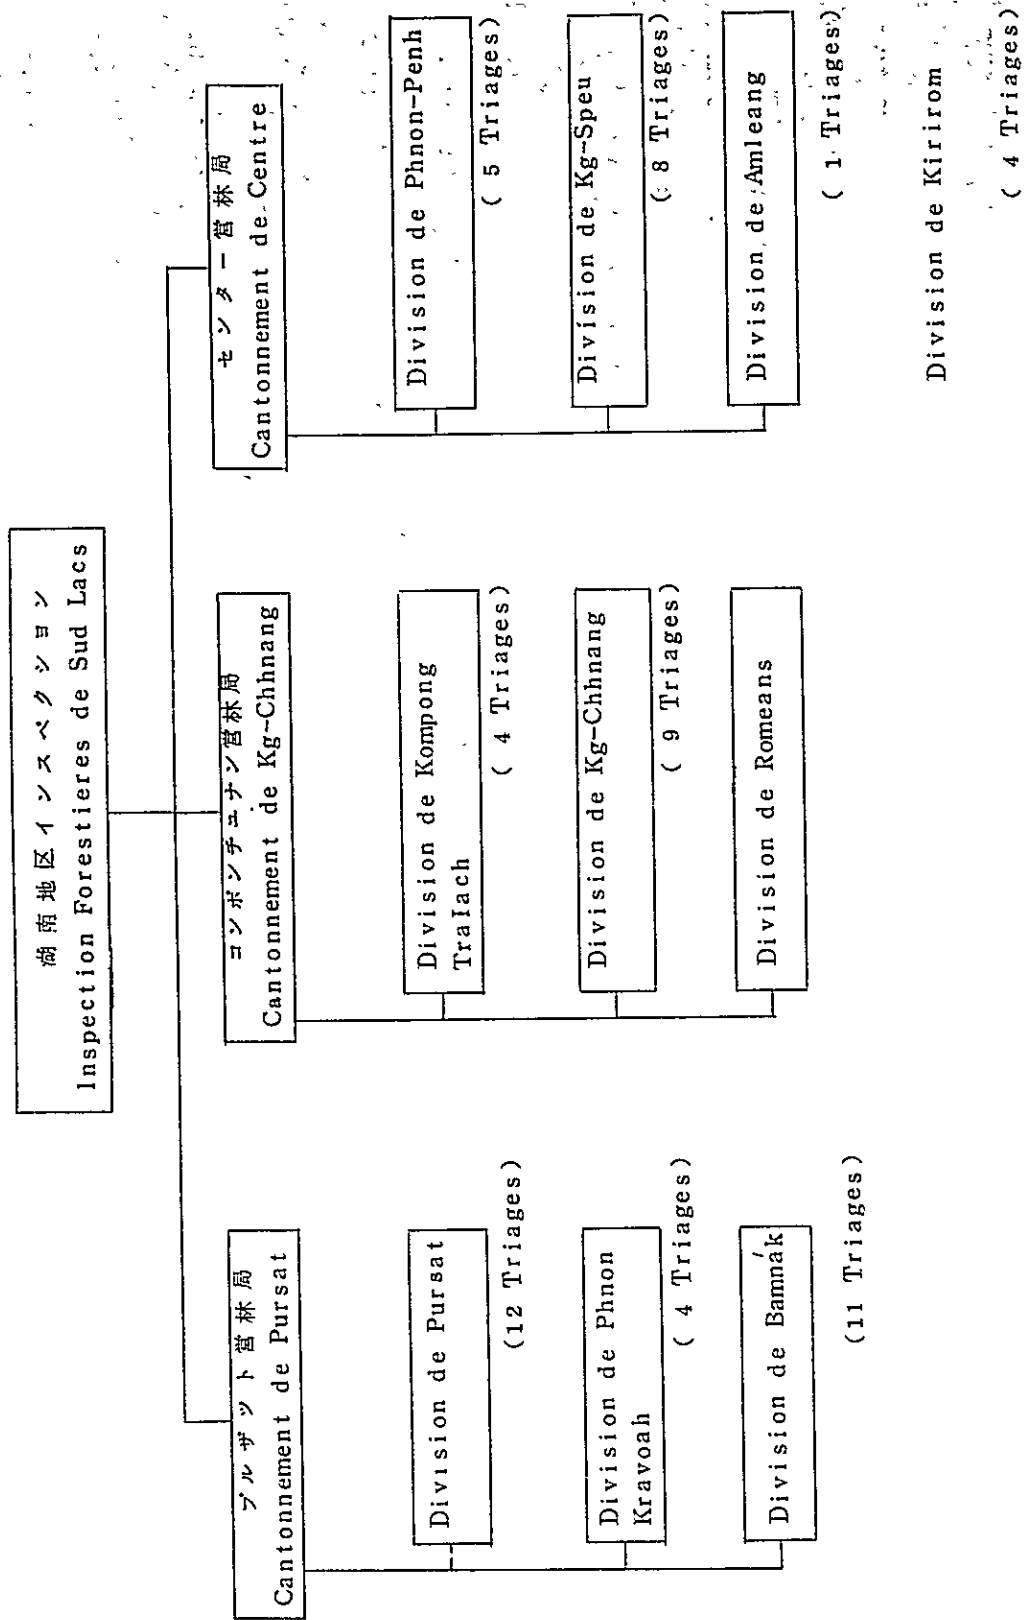 湖南地区インスペクション
Inspection Forestieres de Sud Lacs
プルザット営林局
Cantonnement de Pursat
Division de Pursat
(12 Triages)
Division de Phnon
Kravoah
( 4 Triages)
Division de Bamnák
(11 Triages)
コンポンチュナン営林局
Cantonnement de Kg-Chhnang
Division de Kompong
Tralach
( 4 Triages)
Division de Kg-Chhnang
( 9 Triages)
Division de Romeans
センター営林局
Cantonnement de Centre
Division de Phnon-Penh
( 5 Triages)
Division de Kg-Speu
( 8 Triages)
Division de Amleang
( 1 Triages)
Division de Kirirom
( 4 Triages)